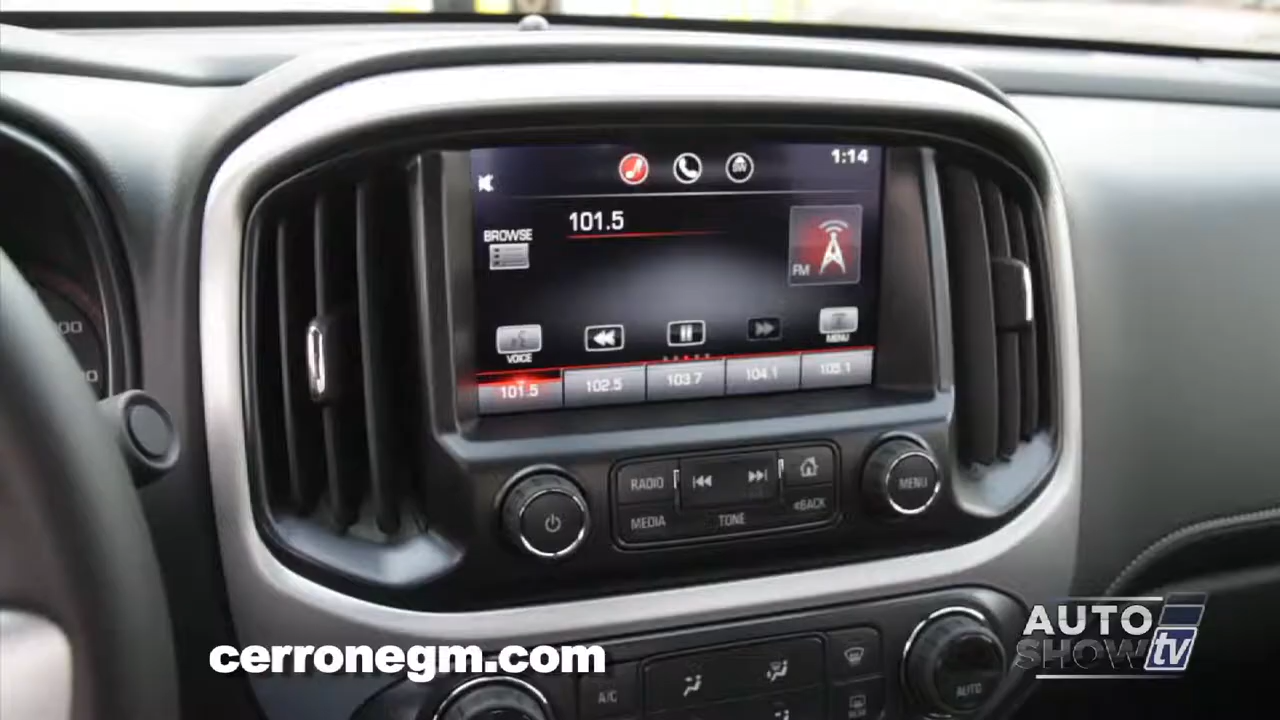 1:14
101.5
BROWSE
FM
VOICE
MENU
101.5
102.5
103.7
104.1
105.1
RADIO
MENU
MEDIA
TONE
BACK
A/C
AUTO
cerronegm.com
AUTO
SHOW
tv